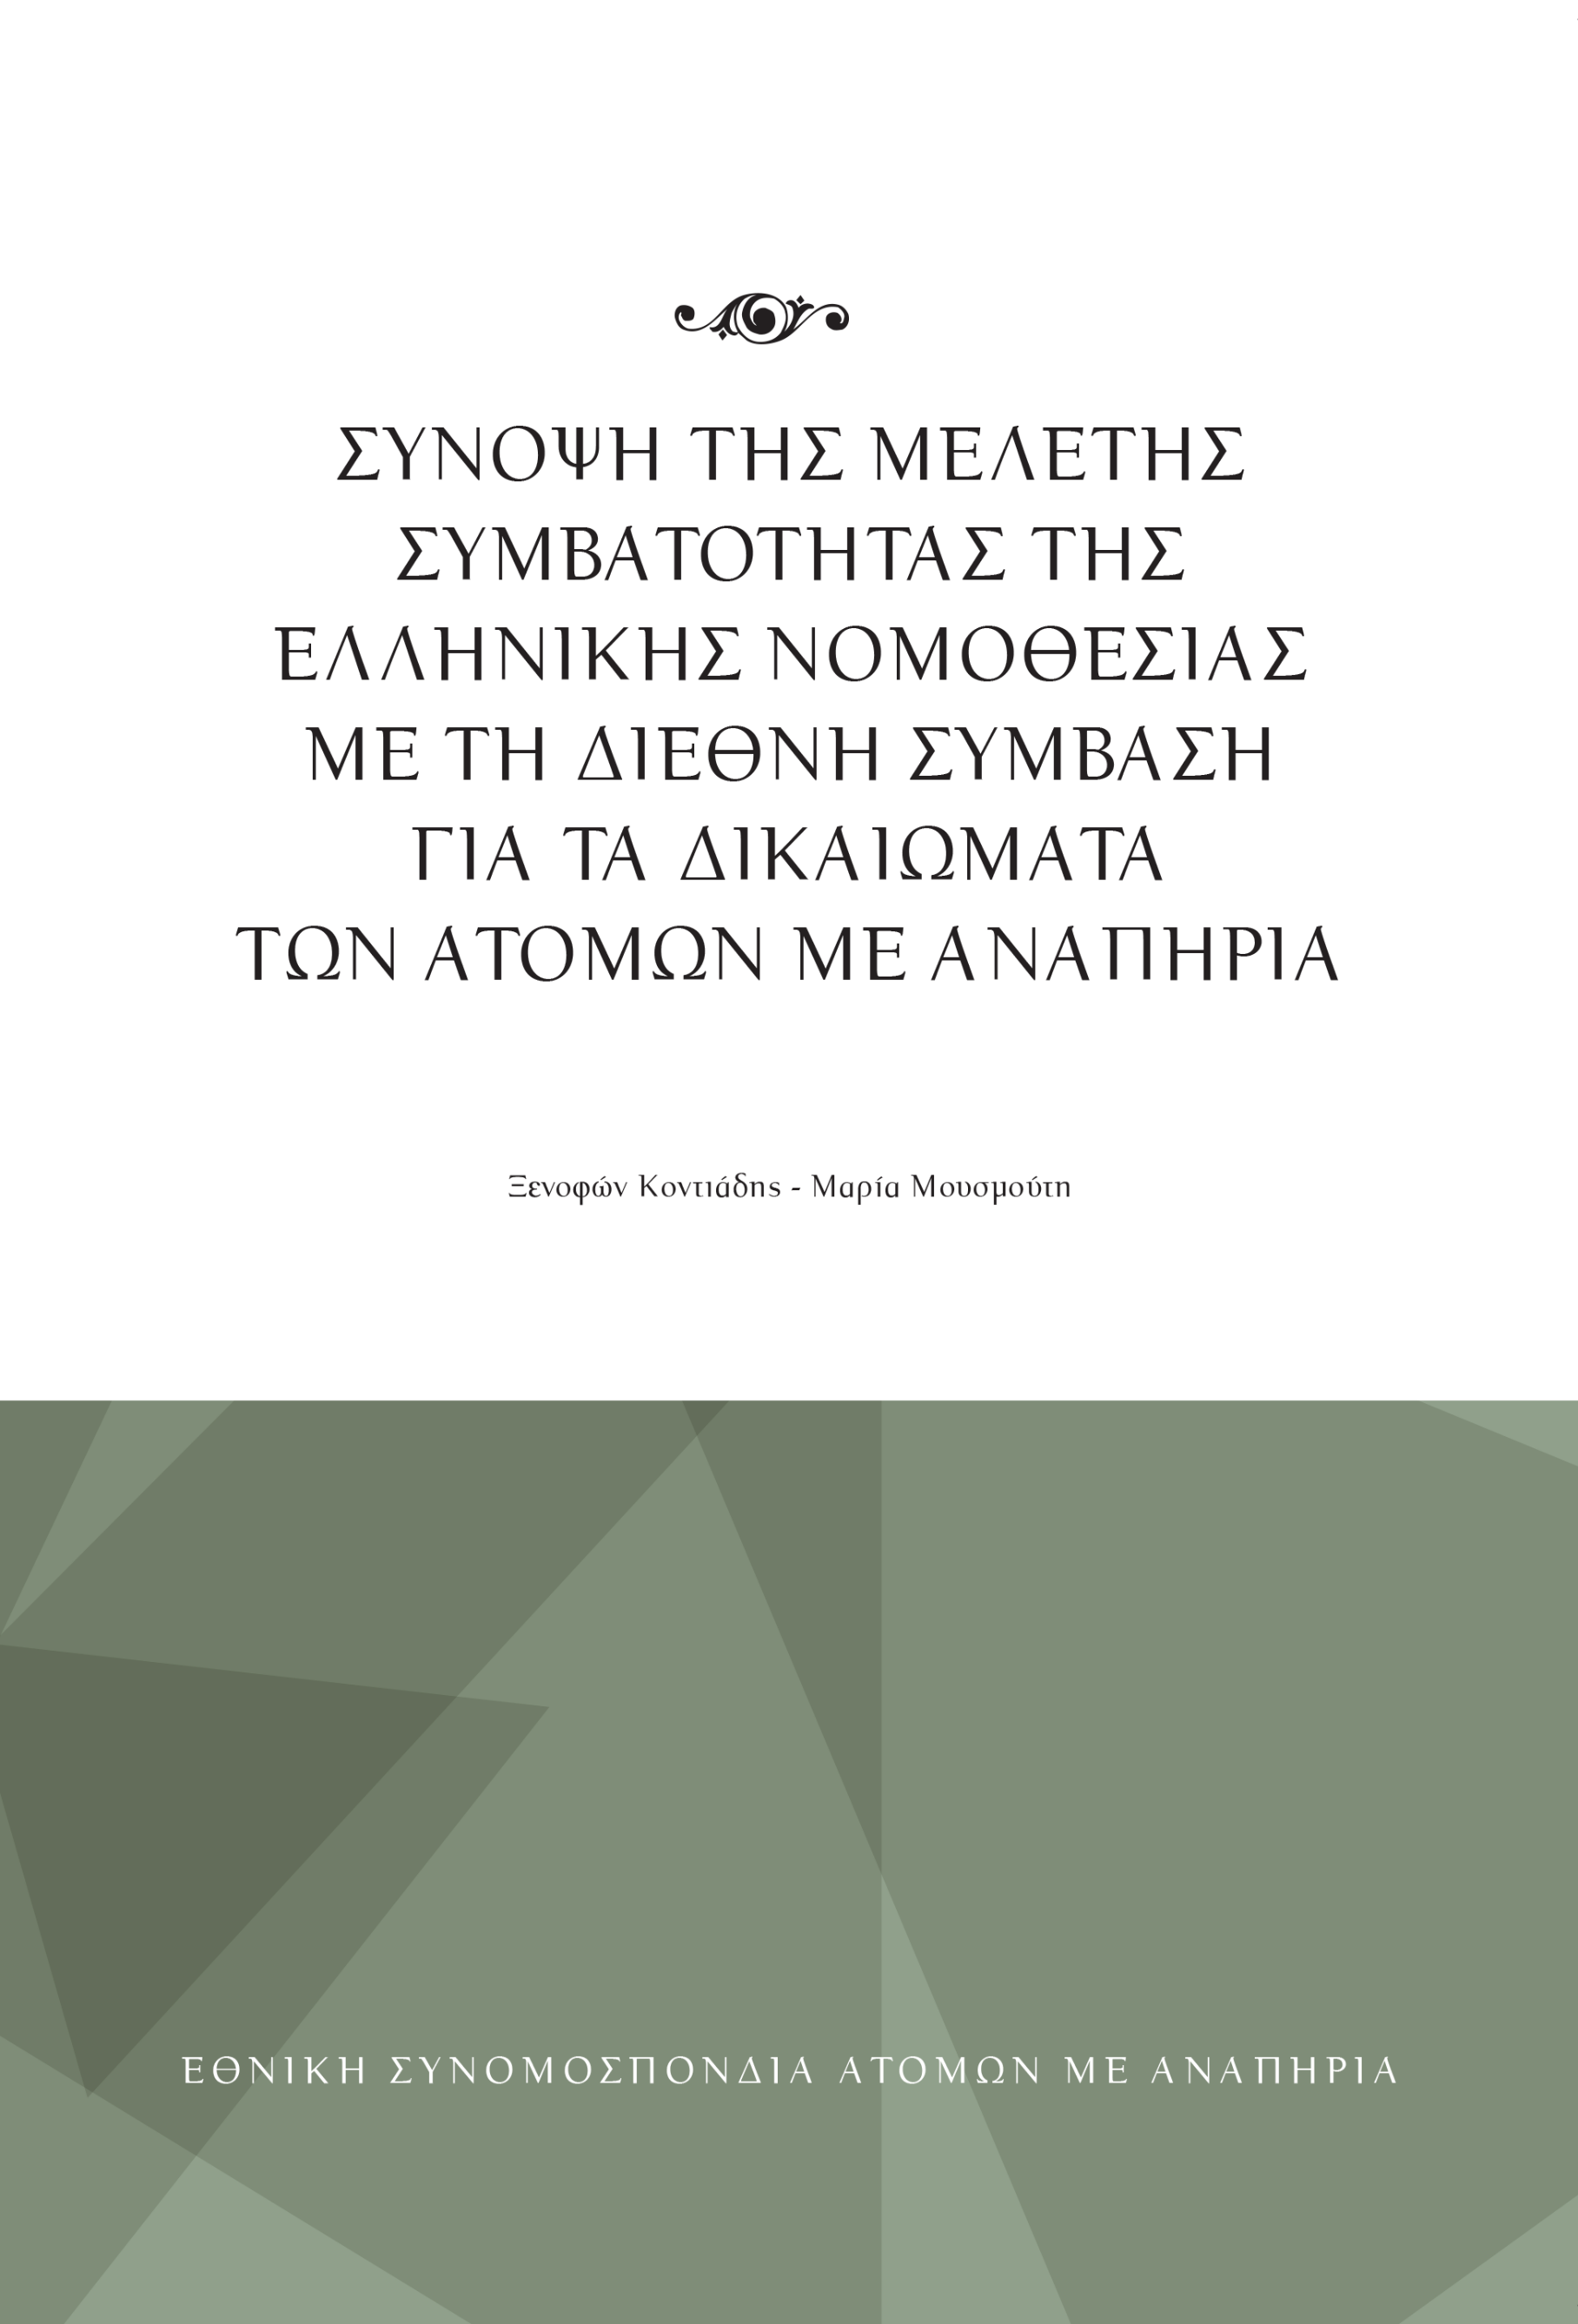 ΣΥΝΟΨΗ ΤΗΣ ΜΕΛΕΤΗΣ
ΣΥΜΒΑΤΟΤΗΤΑΣ ΤΗΣ
ΕΛΛΗΝΙΚΗΣ ΝΟΜΟΘΕΣΙΑΣ
ΜΕ ΤΗ ΔΙΕΘΝΗ ΣΥΜΒΑΣΗ
ΓΙΑ ΤΑ ΔΙΚΑΙΩΜΑΤΑ
ΤΩΝ ΑΤΟΜΩΝ ΜΕ ΑΝΑΠΗΡΙΑ
Ξενοφών Κοντιάδης - Μαρία Μουσμούτη
ΕΘΝΙΚΗ ΣΥΝΟΜΟΣΠΟΝΔΙΑ ΑΤΟΜΩΝ ΜΕ ΑΝΑΠΗΡΙΑ